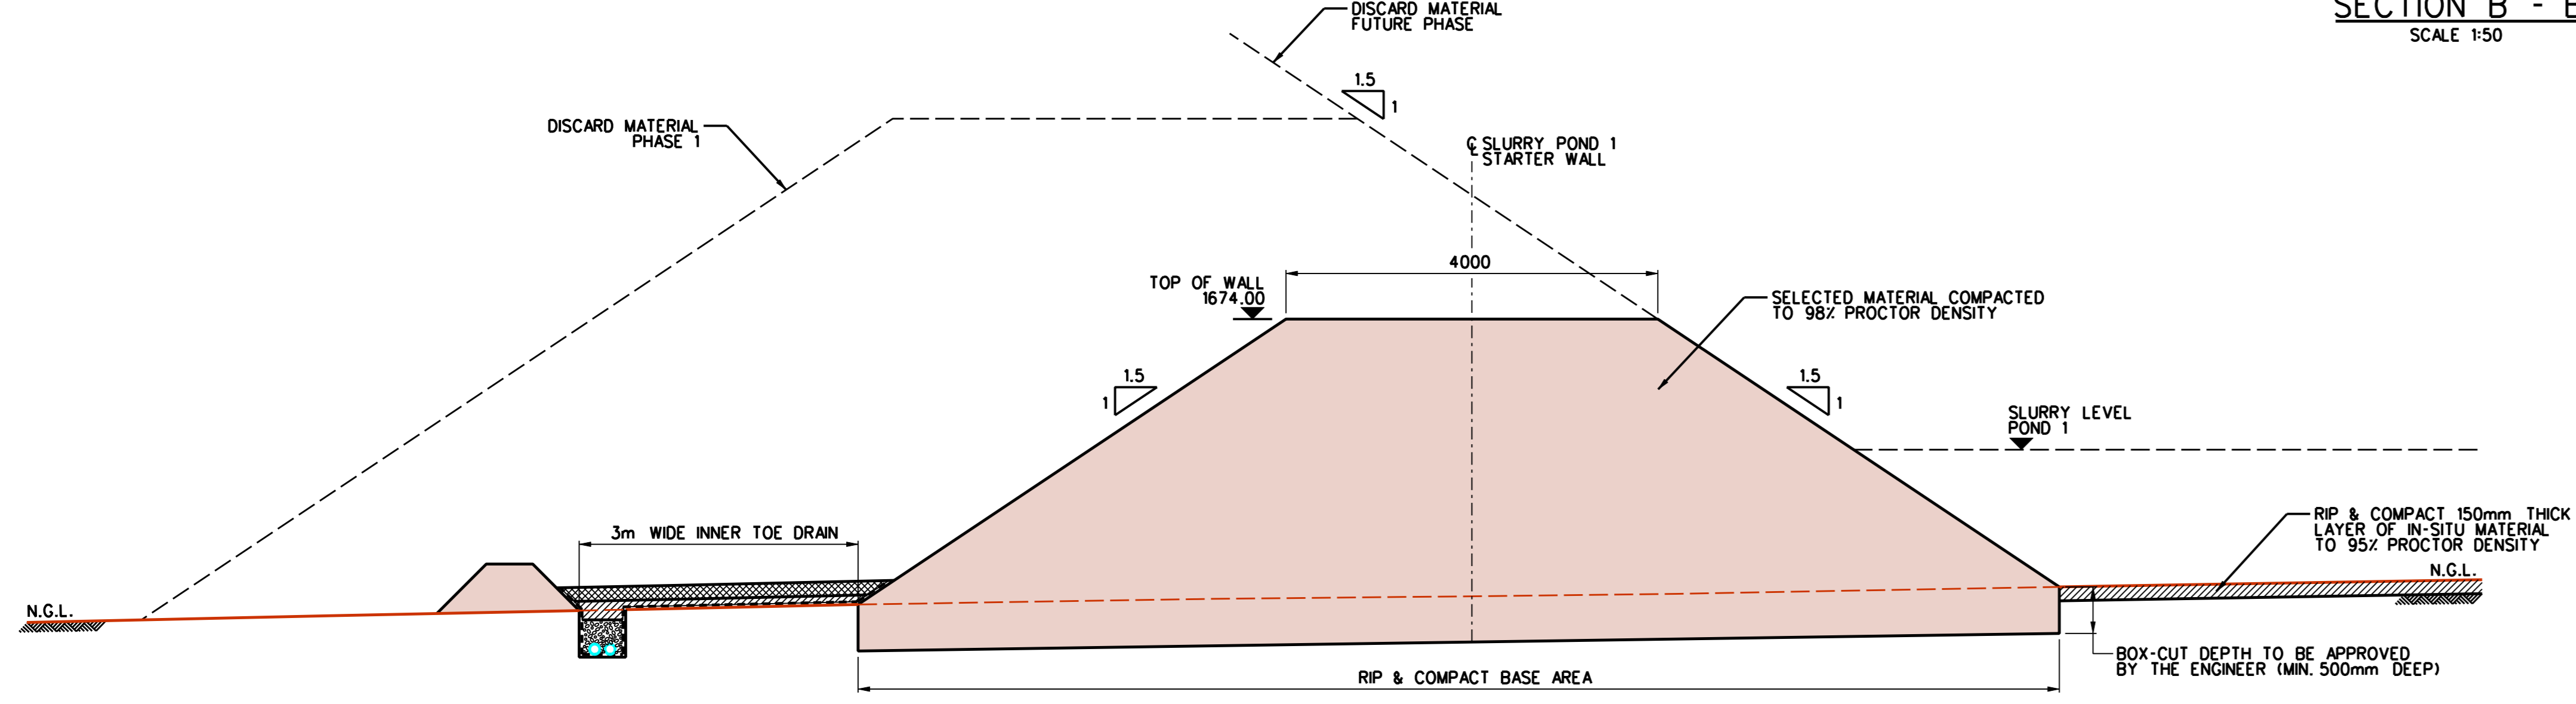 SECTION B - 
SCALE 1:50
DISCARD MATERIAL
FUTURE PHASE
1.5
1
DISCARD MATERIAL
PHASE 1
℄ SLURRY POND 1
STARTER WALL
4000
TOP OF WALL
1674.00
SELECTED MATERIAL COMPACTED
TO 98% PROCTOR DENSITY
1.5
1
1.5
1
SLURRY LEVEL
POND 1
3m WIDE INNER TOE DRAIN
RIP & COMPACT 150mm THICK
LAYER OF IN-SITU MATERIAL
TO 95% PROCTOR DENSITY
N.G.L.
N.G.L.
BOX-CUT DEPTH TO BE APPROVED
BY THE ENGINEER (MIN. 500mm DEEP)
RIP & COMPACT BASE AREA